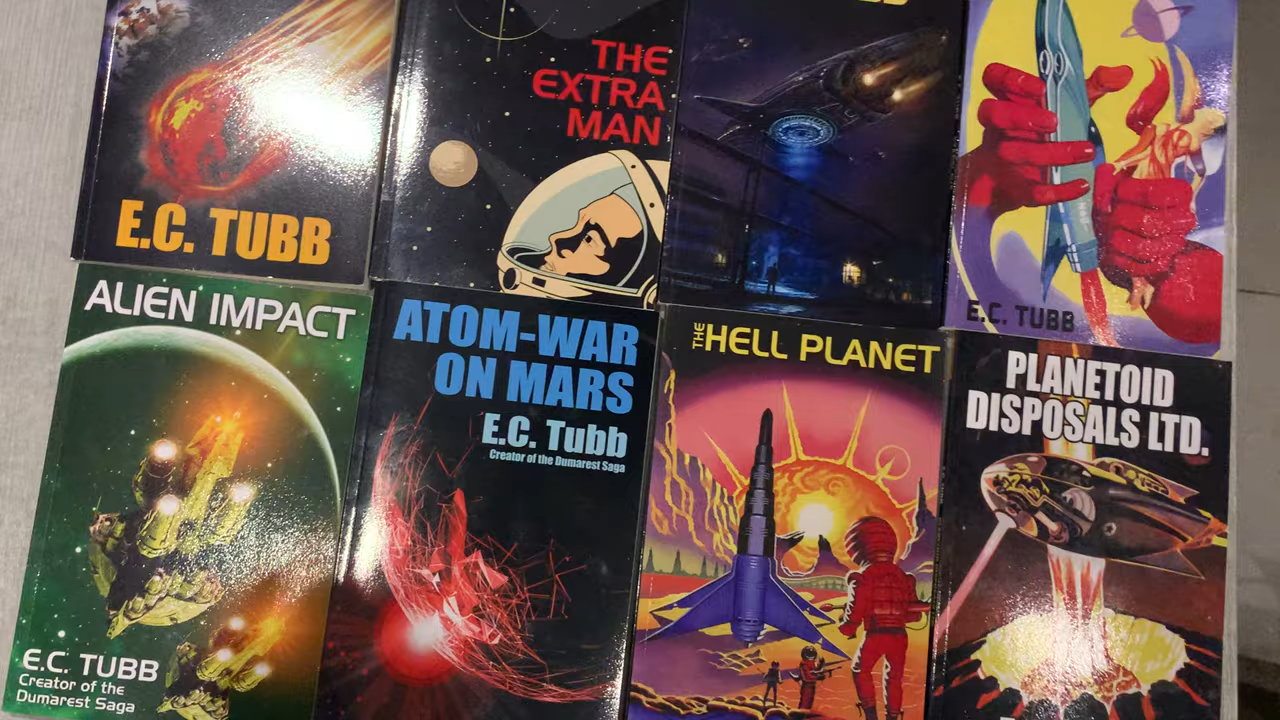 E.C. TUBB
THE
EXTRA
MAN
E.C. TUBB
ALIEN IMPACT
E.C. TUBB
Creator of the
Dumarest Saga
ATOM-WAR
ON MARS
E.C. Tubb
Creator of the Dumarest Saga
THE HELL PLANET
PLANETOID
DISPOSALS LTD.